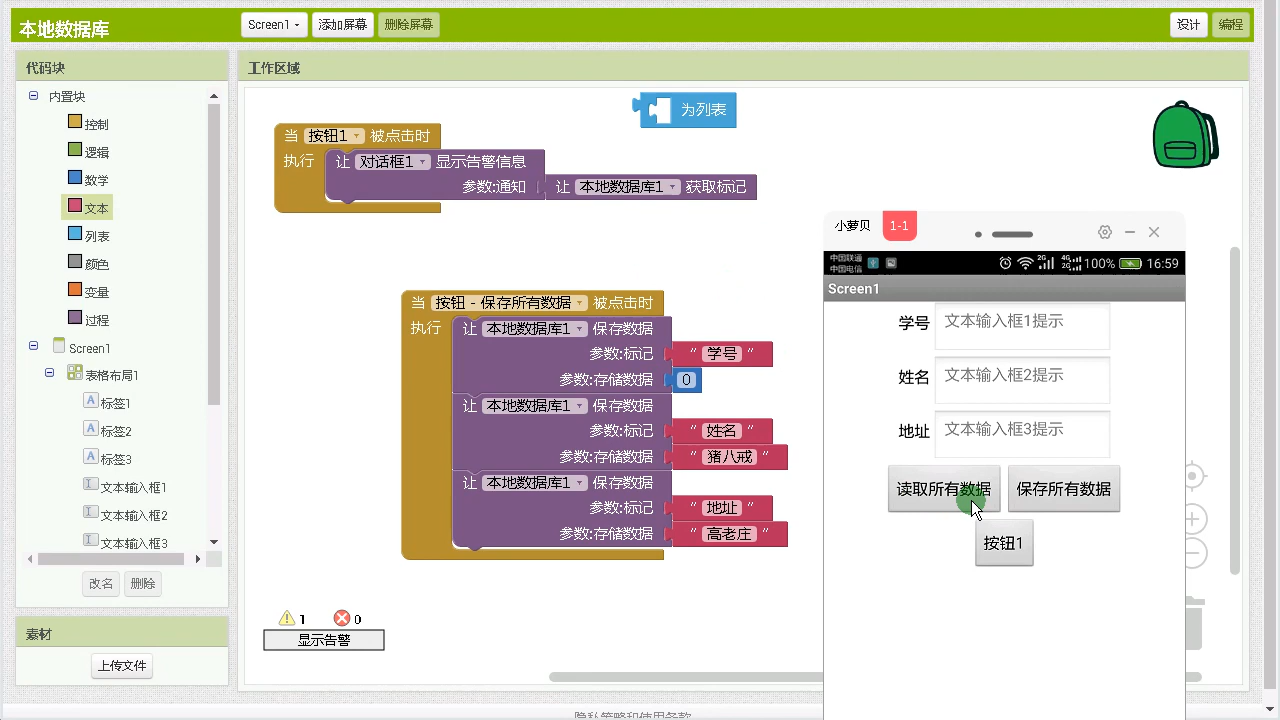 本地数据库
Screen1
添加屏幕
删除屏幕
设计
编程
代码块
内置块
控制
逻辑
数学
文本
列表
颜色
变量
过程
Screen1
表格布局1
标签1
标签2
标签3
文本输入框1
文本输入框2
文本输入框3
改名
删除
素材
上传文件
工作区域
为列表
当 按钮1 被点击时
执行 让 对话框1 显示告警信息
参数:通知 让 本地数据库1 获取标记
当 按钮 - 保存所有数据 被点击时
执行 让 本地数据库1 保存数据
参数:标记 “ 学号 ”
参数:存储数据 0
让 本地数据库1 保存数据
参数:标记 “ 姓名 ”
参数:存储数据 “ 猪八戒 ”
让 本地数据库1 保存数据
参数:标记 “ 地址 ”
参数:存储数据 “ 高老庄 ”
1 0
显示告警
小萝贝 1-1
中国联通
中国电信
2G 4G 2G 100% 16:59
Screen1
学号 文本输入框1提示
姓名 文本输入框2提示
地址 文本输入框3提示
读取所有数据 保存所有数据
按钮1
隐私策略和使用条款